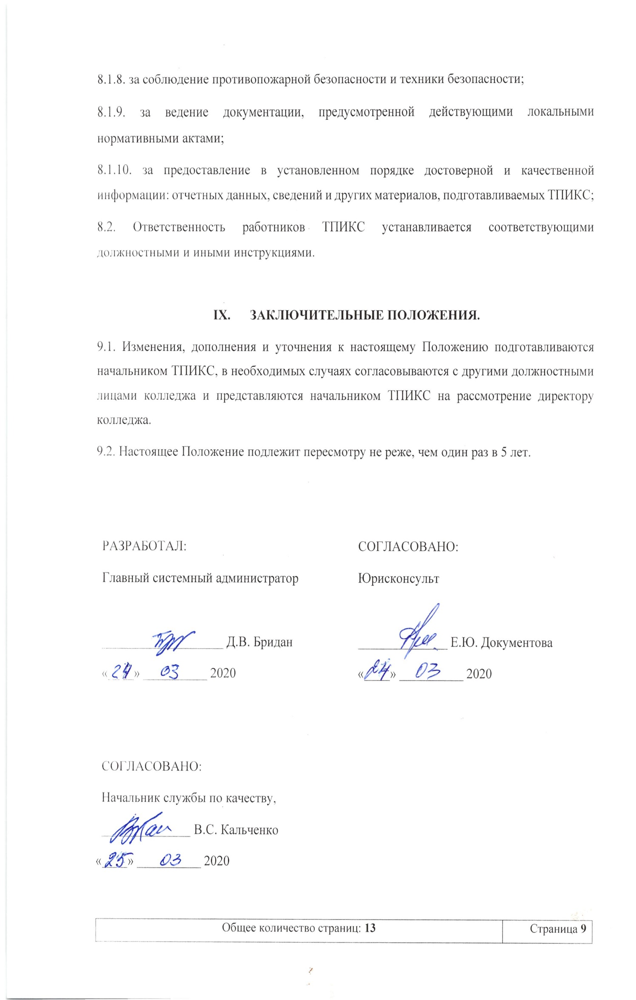 8.1.8. за соблюдение противопожарной безопасности и техники безопасности;
8.1.9. за ведение документации, предусмотренной действующими локальными
нормативными актами;
8.1.10. за предоставление в установленном порядке достоверной и качественной
информации: отчетных данных, сведений и других материалов, подготавливаемых ТПИКС;
8.2. Ответственность работников ТПИКС устанавливается соответствующими
должностными и иными инструкциями.
IX. ЗАКЛЮЧИТЕЛЬНЫЕ ПОЛОЖЕНИЯ.
9.1. Изменения, дополнения и уточнения к настоящему Положению подготавливаются
начальником ТПИКС, в необходимых случаях согласовываются с другими должностными
лицами колледжа и представляются начальником ТПИКС на рассмотрение директору
колледжа.
9.2. Настоящее Положение подлежит пересмотру не реже, чем один раз в 5 лет.
РАЗРАБОТАЛ:
Главный системный администратор
Д.В. Бридан
«24» 03 2020
СОГЛАСОВАНО:
Юрисконсульт
Е.Ю. Документова
«24» 03 2020
СОГЛАСОВАНО:
Начальник службы по качеству,
В.С. Кальченко
«25» 03 2020
Общее количество страниц: 13
Страница 9